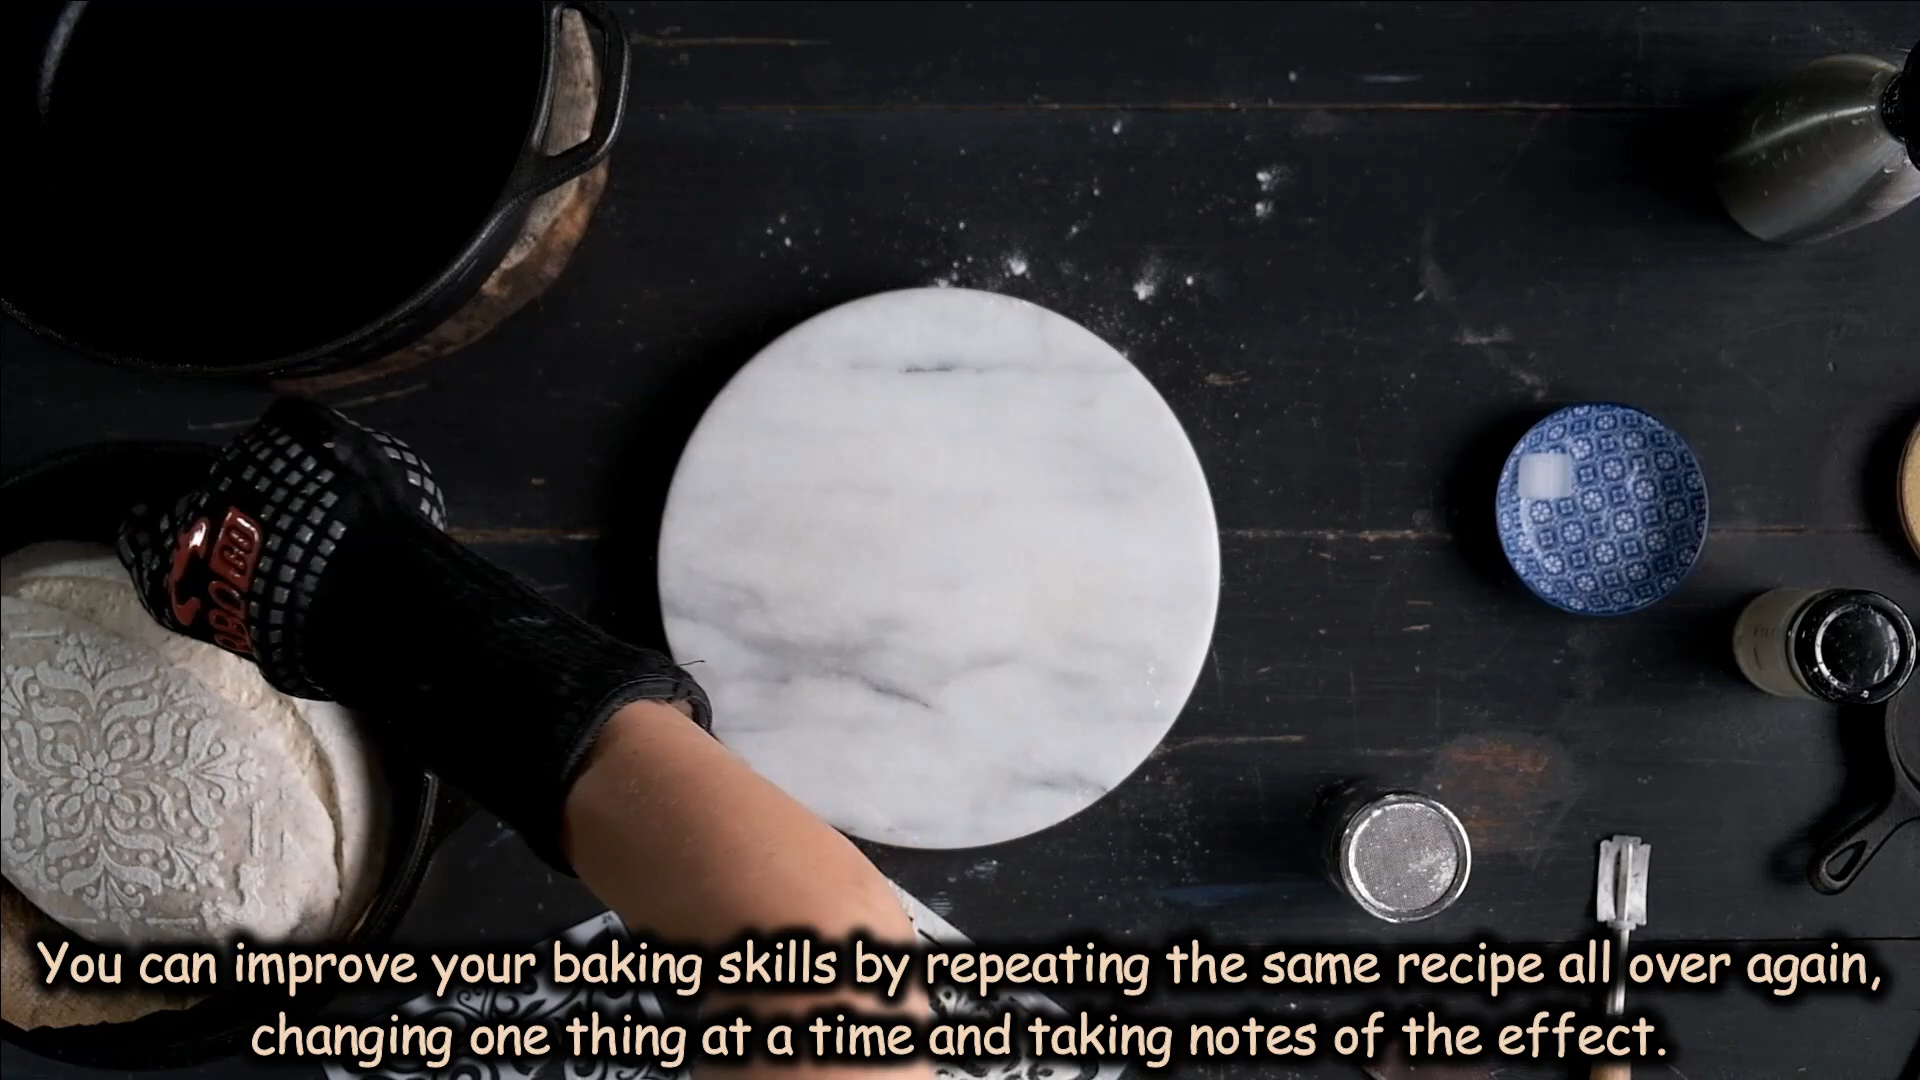 You can improve your baking skills by repeating the same recipe all over again,
changing one thing at a time and taking notes of the effect.